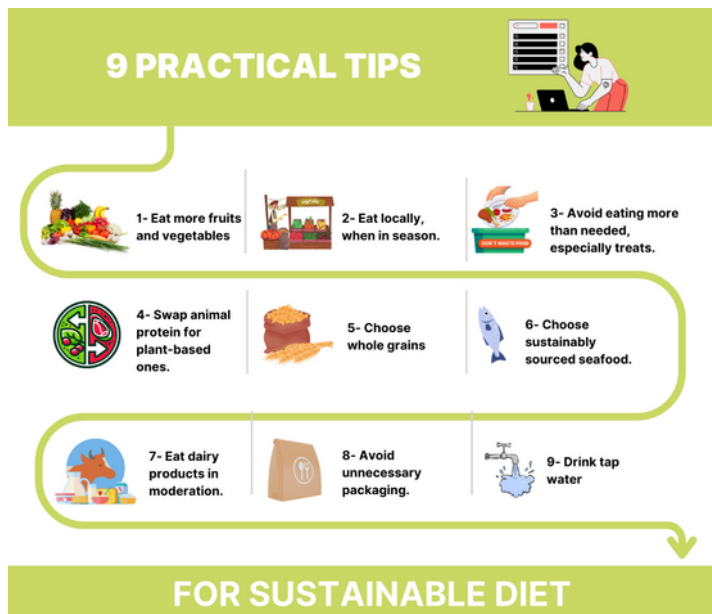 9 PRACTICAL TIPS
1- Eat more fruits
and vegetables
2- Eat locally,
when in season.
3- Avoid eating more
than needed,
especially treats.
DON'T WASTE FOOD
4- Swap animal
protein for
plant-based
ones.
5- Choose
whole grains
6- Choose
sustainably
sourced seafood.
7- Eat dairy
products in
moderation.
8- Avoid
unnecessary
packaging.
9- Drink tap
water
FOR SUSTAINABLE DIET